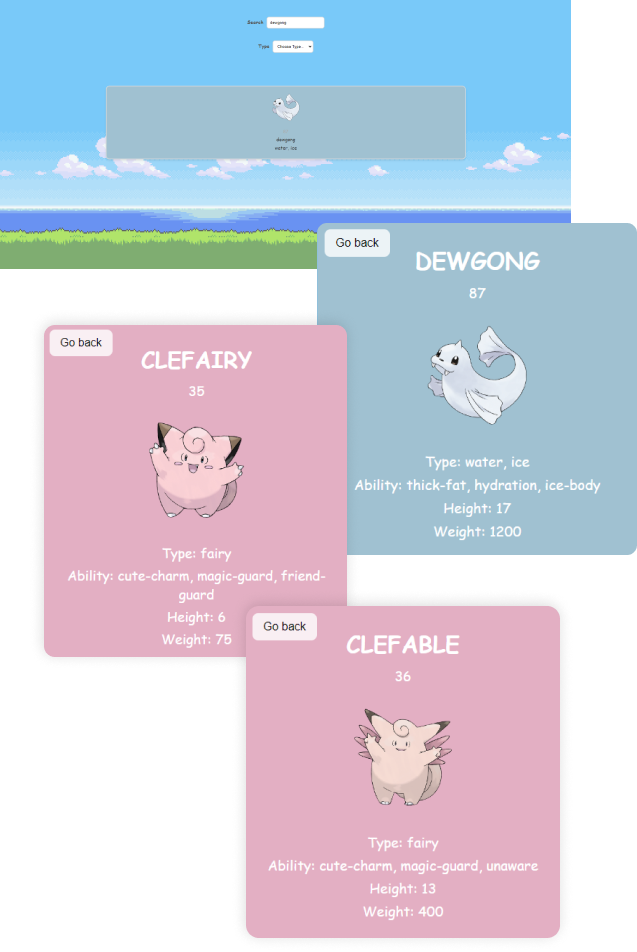 Search dewgong
Type Choose Type...
dewgong
water, ice
Go back
DEWGONG
87
Type: water, ice
Ability: thick-fat, hydration, ice-body
Height: 17
Weight: 1200
Go back
CLEFAIRY
35
Type: fairy
Ability: cute-charm, magic-guard, friend-
guard
Height: 6
Weight: 75
Go back
CLEFABLE
36
Type: fairy
Ability: cute-charm, magic-guard, unaware
Height: 13
Weight: 400